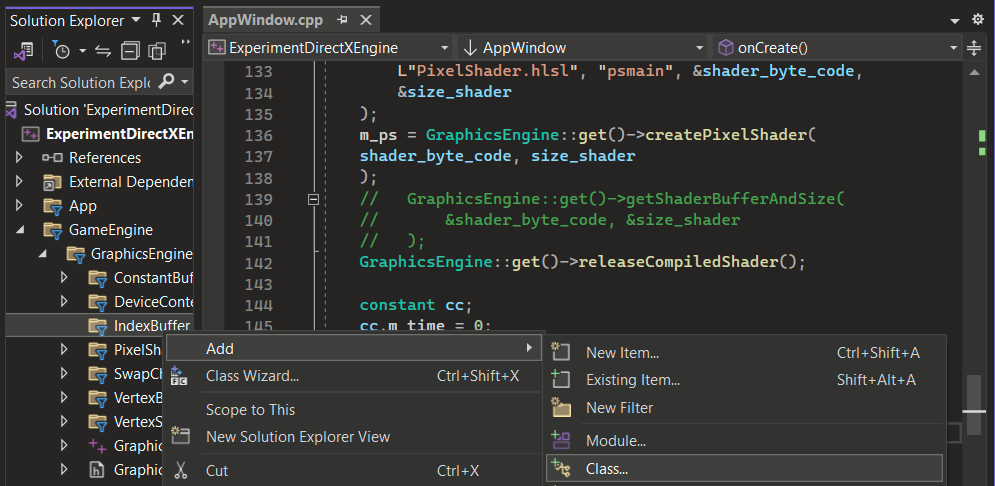 Solution Explorer
Search Solution Explo
Solution 'ExperimentDirec
ExperimentDirectXEn
References
External Dependen
App
GameEngine
GraphicsEngine
ConstantBuf
DeviceConte
IndexBuffer
PixelSh
SwapCh
VertexB
VertexS
Graphic
Graphic
AppWindow.cpp
ExperimentDirectXEngine
AppWindow
onCreate()
133 L"PixelShader.hlsl", "psmain", &shader_byte_code,
134 &size_shader
135 );
136 m_ps = GraphicsEngine::get()->createPixelShader(
137 shader_byte_code, size_shader
138 );
139 // GraphicsEngine::get()->getShaderBufferAndSize(
140 // &shader_byte_code, &size_shader
141 // );
142 GraphicsEngine::get()->releaseCompiledShader();
143
144 constant cc;
145 cc.m_time = 0;
Add
Class Wizard... Ctrl+Shift+X
Scope to This
New Solution Explorer View
Cut Ctrl+X
New Item... Ctrl+Shift+A
Existing Item... Shift+Alt+A
New Filter
Module...
Class...